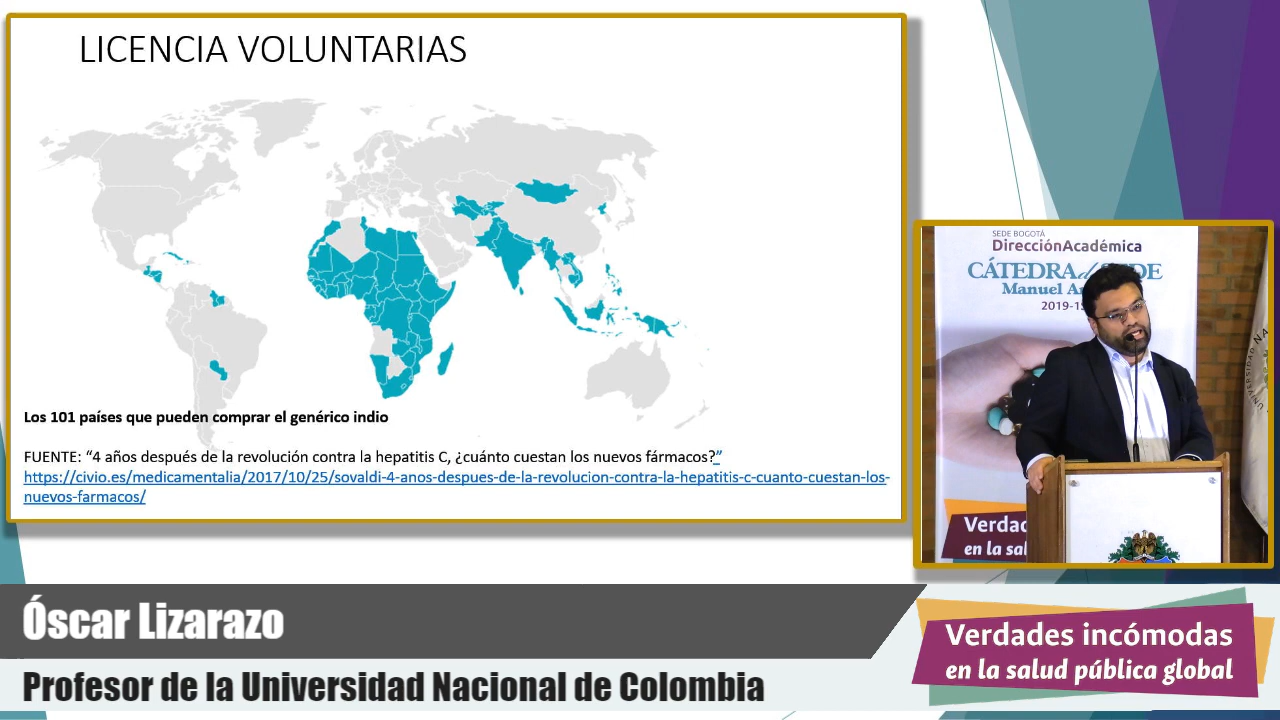 LICENCIA VOLUNTARIAS
Los 101 países que pueden comprar el genérico indio
FUENTE: “4 años después de la revolución contra la hepatitis C, ¿cuánto cuestan los nuevos fármacos?”
https://civio.es/medicamentalia/2017/10/25/sovaldi-4-anos-despues-de-la-revolucion-contra-la-hepatitis-c-cuanto-cuestan-los-
nuevos-farmacos/
SEDE BOGOTÁ
DirecciónAcadémica
CÁTEDRA
Manuel
2019-1
en la
Óscar Lizarazo
Profesor de la Universidad Nacional de Colombia
Verdades incómodas
en la salud pública global